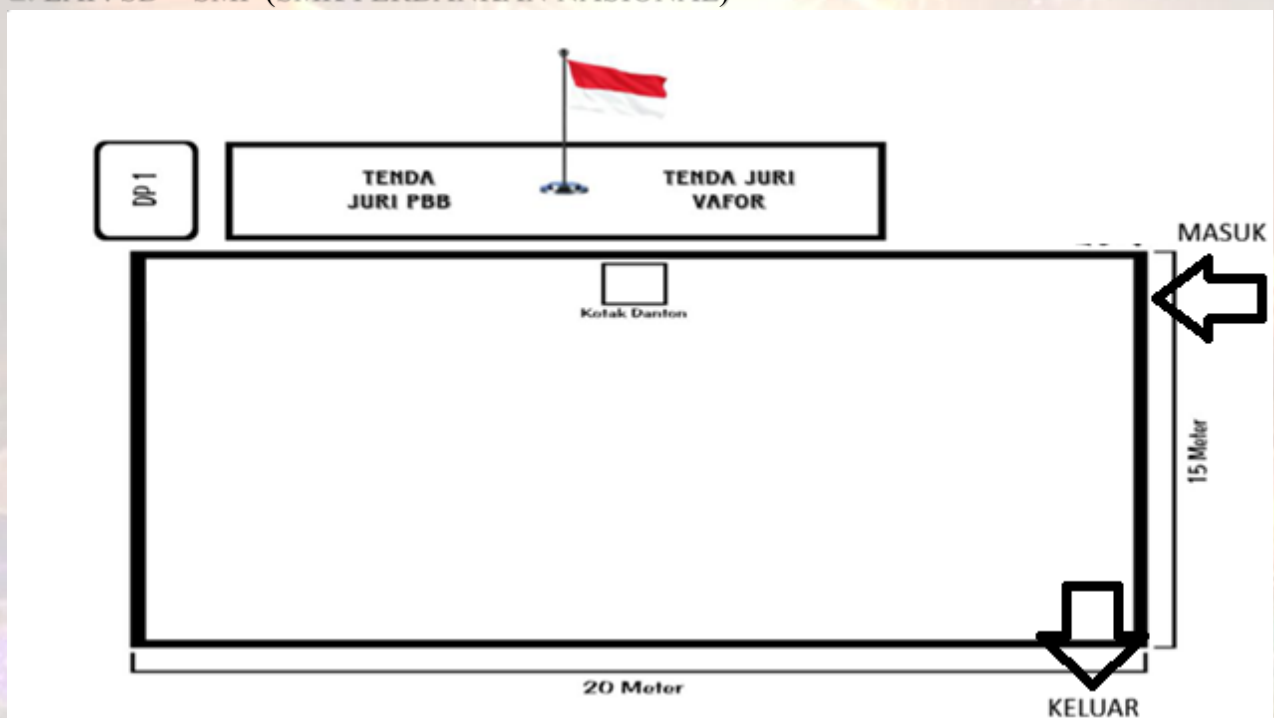 TENDA
JURI PBB
TENDA JURI
VAFOR
DP 1
MASUK
Kotak Danton
15 Meter
20 Meter
KELUAR